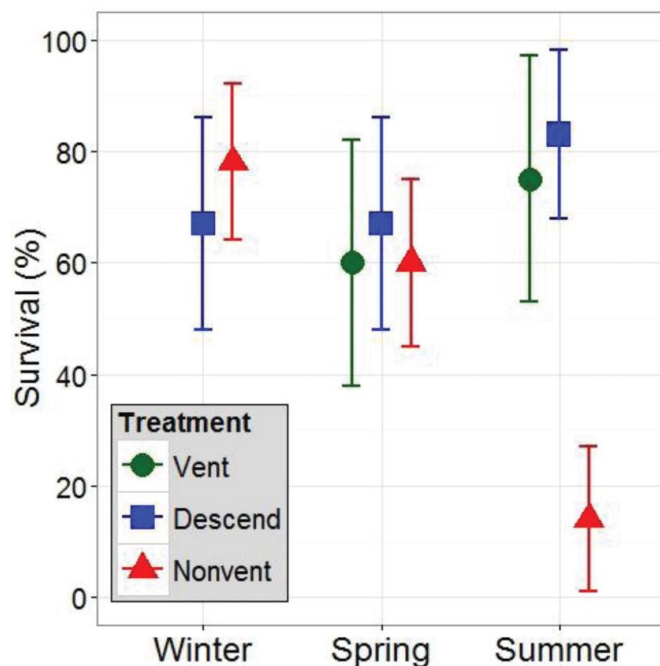 Survival (%)
100
80
60
40
20
0
Treatment
Vent
Descend
Nonvent
Winter Spring Summer